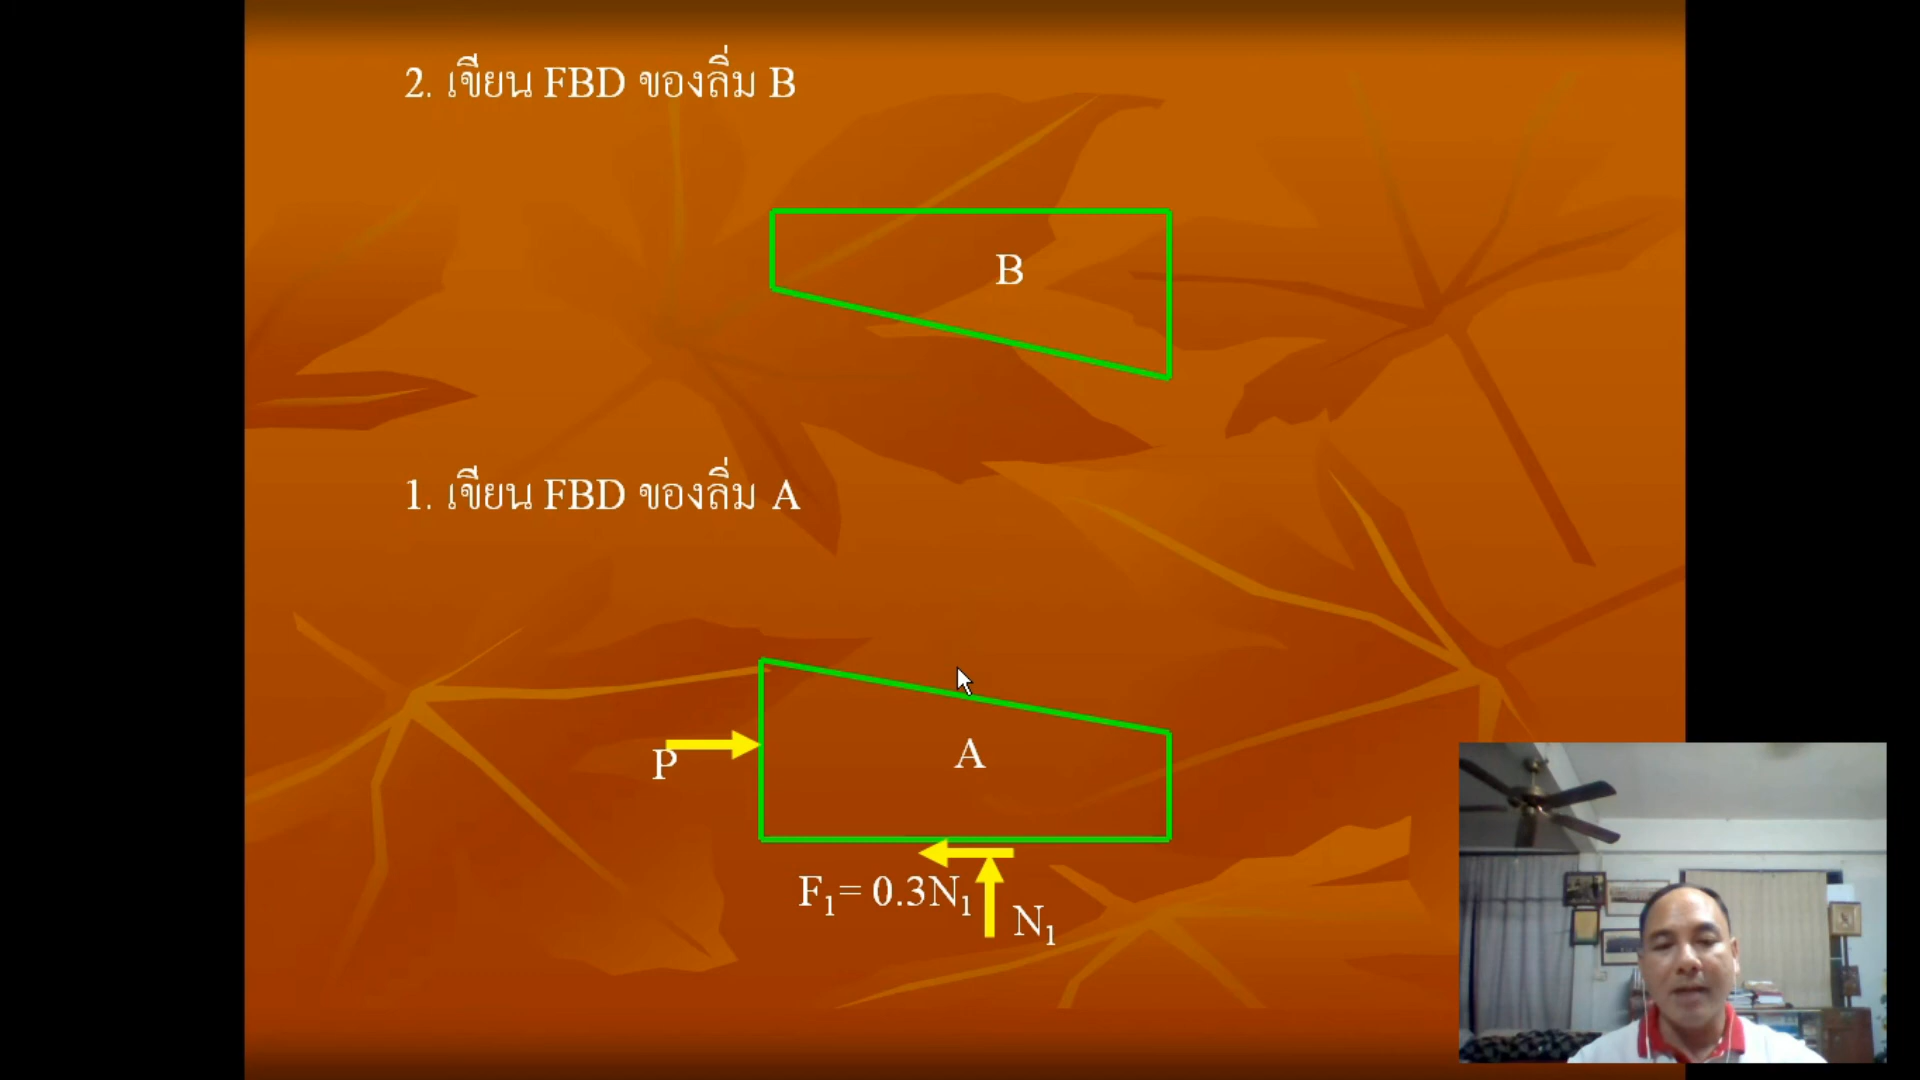 2. เขียน FBD ของลิ่ม B
B
1. เขียน FBD ของลิ่ม A
P
A
F₁= 0.3N₁
N₁